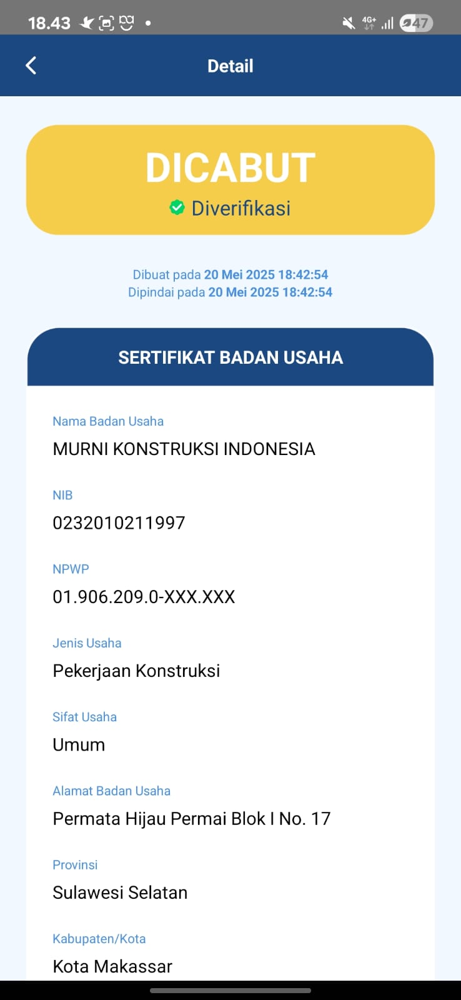 18.43
4G+
47
Detail
DICABUT
Diverifikasi
Dibuat pada 20 Mei 2025 18:42:54
Dipindai pada 20 Mei 2025 18:42:54
SERTIFIKAT BADAN USAHA
Nama Badan Usaha
MURNI KONSTRUKSI INDONESIA
NIB
0232010211997
NPWP
01.906.209.0-XXX.XXX
Jenis Usaha
Pekerjaan Konstruksi
Sifat Usaha
Umum
Alamat Badan Usaha
Permata Hijau Permai Blok I No. 17
Provinsi
Sulawesi Selatan
Kabupaten/Kota
Kota Makassar